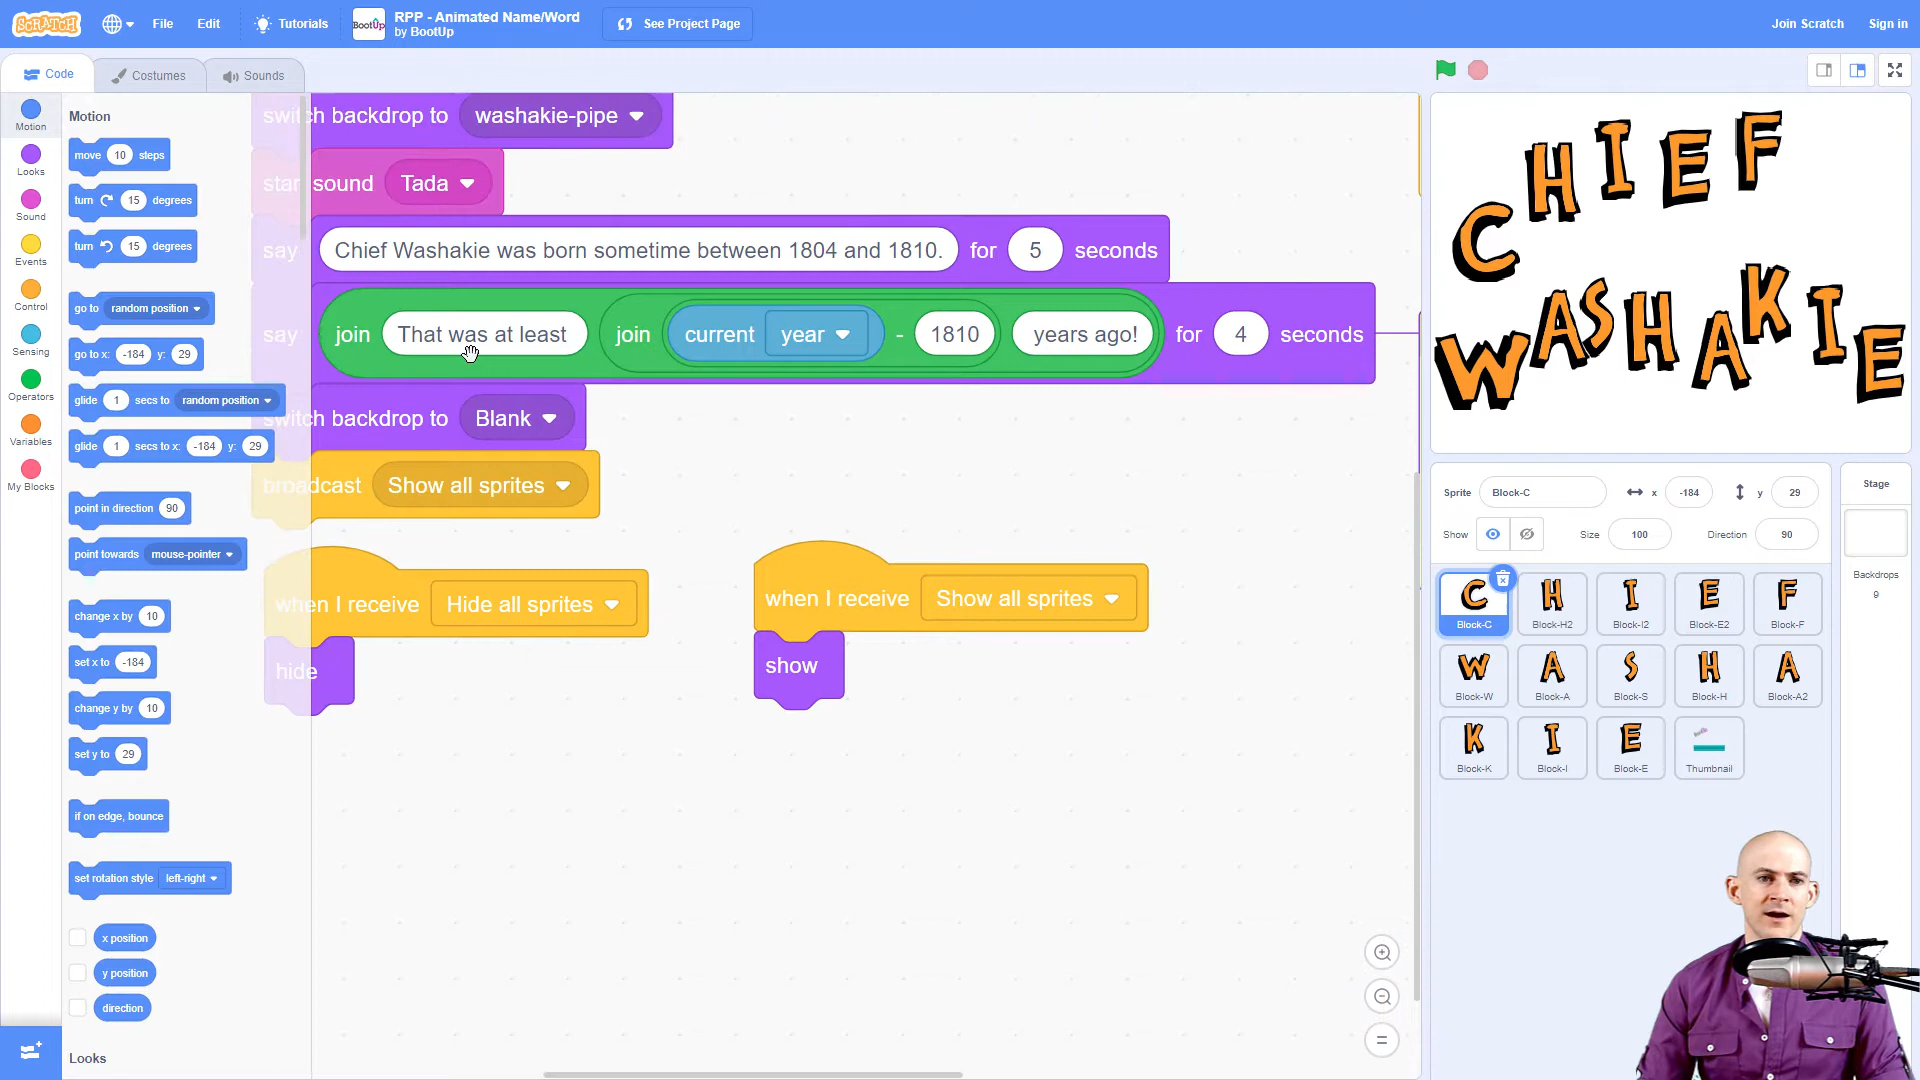 SCRATCH
File
Edit
Tutorials
BootUp
RPP - Animated Name/Word
by BootUp
See Project Page
Join Scratch
Sign in
Code
Costumes
Sounds
Motion
Looks
Sound
Events
Control
Sensing
Operators
Variables
My Blocks
Motion
move 10 steps
turn 15 degrees
turn 15 degrees
go to random position
go to x: -184 y: 29
glide 1 secs to random position
glide 1 secs to x: -184 y: 29
point in direction 90
point towards mouse-pointer
change x by 10
set x to -184
change y by 10
set y to 29
if on edge, bounce
set rotation style left-right
x position
y position
direction
Looks
switch backdrop to washakie-pipe
start sound Tada
say Chief Washakie was born sometime between 1804 and 1810. for 5 seconds
say join That was at least join current year - 1810 years ago! for 4 seconds
switch backdrop to Blank
broadcast Show all sprites
when I receive Hide all sprites
hide
when I receive Show all sprites
show
CHIEF
WASHAKIE
Sprite Block-C x -184 y 29
Show Size 100 Direction 90
C H I E F
Block-C Block-H2 Block-I2 Block-E2 Block-F
W A S H A
Block-W Block-A Block-S Block-H Block-A2
K I E
Block-K Block-I Block-E Thumbnail
Stage
Backdrops
9